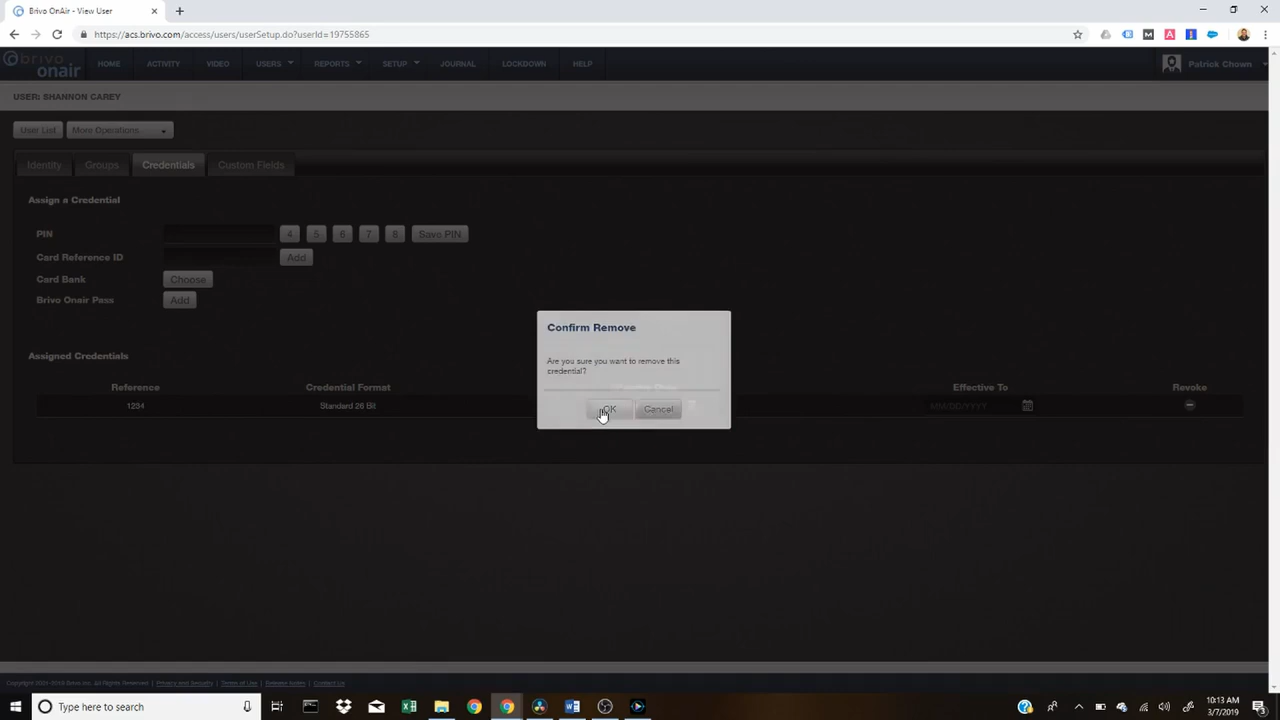 Brivo OnAir - View User
https://acs.brivo.com/access/users/userSetup.do?userId=19755865
brivo
onair
HOME
ACTIVITY
VIDEO
USERS
REPORTS
SETUP
JOURNAL
LOCKDOWN
HELP
Patrick Chown
USER: SHANNON CAREY
User List
More Operations...
Identity
Groups
Credentials
Custom Fields
Assign a Credential
PIN
4
5
6
7
8
Save PIN
Card Reference ID
Add
Card Bank
Choose
Brivo Onair Pass
Add
Confirm Remove
Are you sure you want to remove this
credential?
OK
Cancel
Assigned Credentials
Reference
Credential Format
Effective To
Revoke
1234
Standard 26 Bit
MM/DD/YYYY
Copyright 2001-2019 Brivo Inc. All Rights Reserved | Privacy and Security | Terms of Use | Release Notes | Contact Us
Type here to search
10:13 AM
3/7/2019